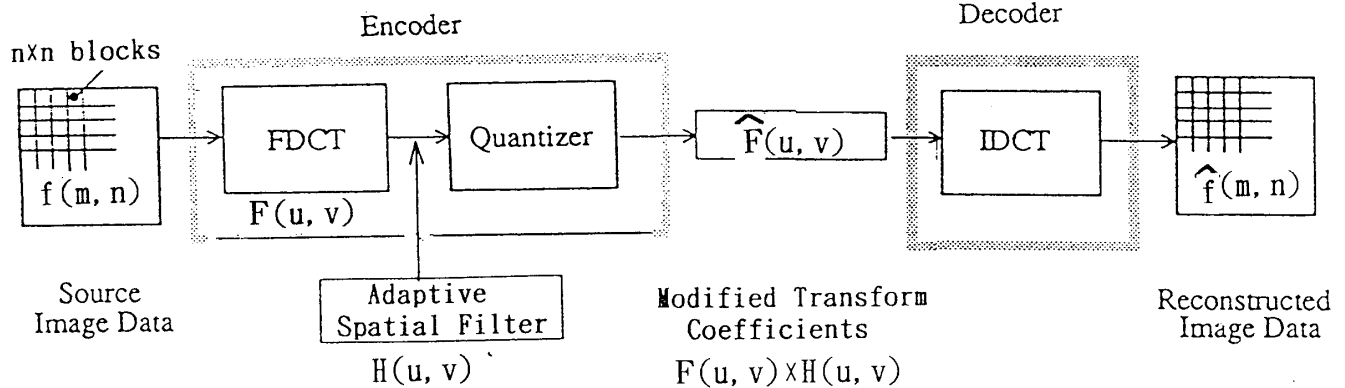 Encoder
Decoder
n×n blocks
FDCT
Quantizer
F̂(u, v)
IDCT
f(m, n)
F(u, v)
f̂(m, n)
Source
Image Data
Adaptive
Spatial Filter
H(u, v)
Modified Transform
Coefficients
F(u, v)×H(u, v)
Reconstructed
Image Data